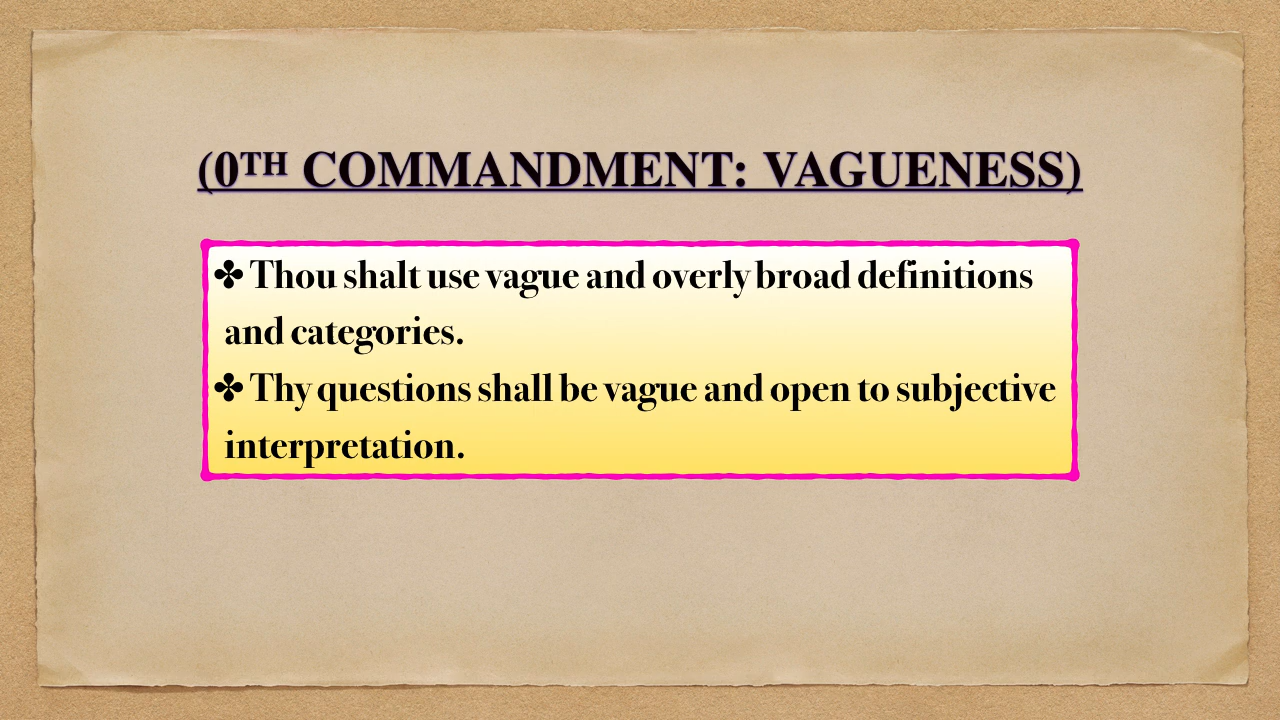 (0TH COMMANDMENT: VAGUENESS)
✤ Thou shalt use vague and overly broad definitions
and categories.
✤ Thy questions shall be vague and open to subjective
interpretation.